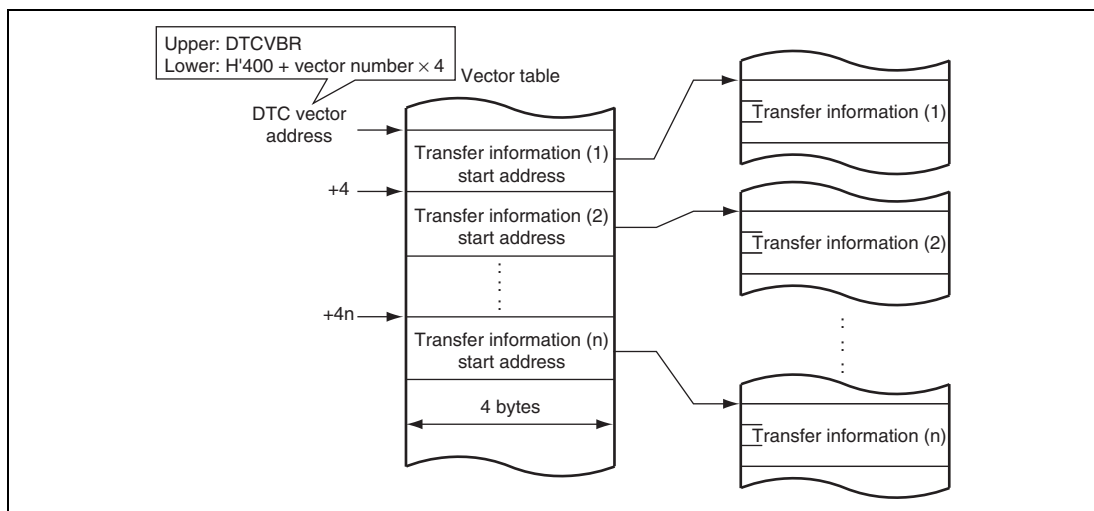 Upper: DTCVBR
Lower: H'400 + vector number × 4
Vector table
DTC vector
address
Transfer information (1)
start address
+4
Transfer information (2)
start address
+4n
Transfer information (n)
start address
4 bytes
Transfer information (1)
Transfer information (2)
Transfer information (n)